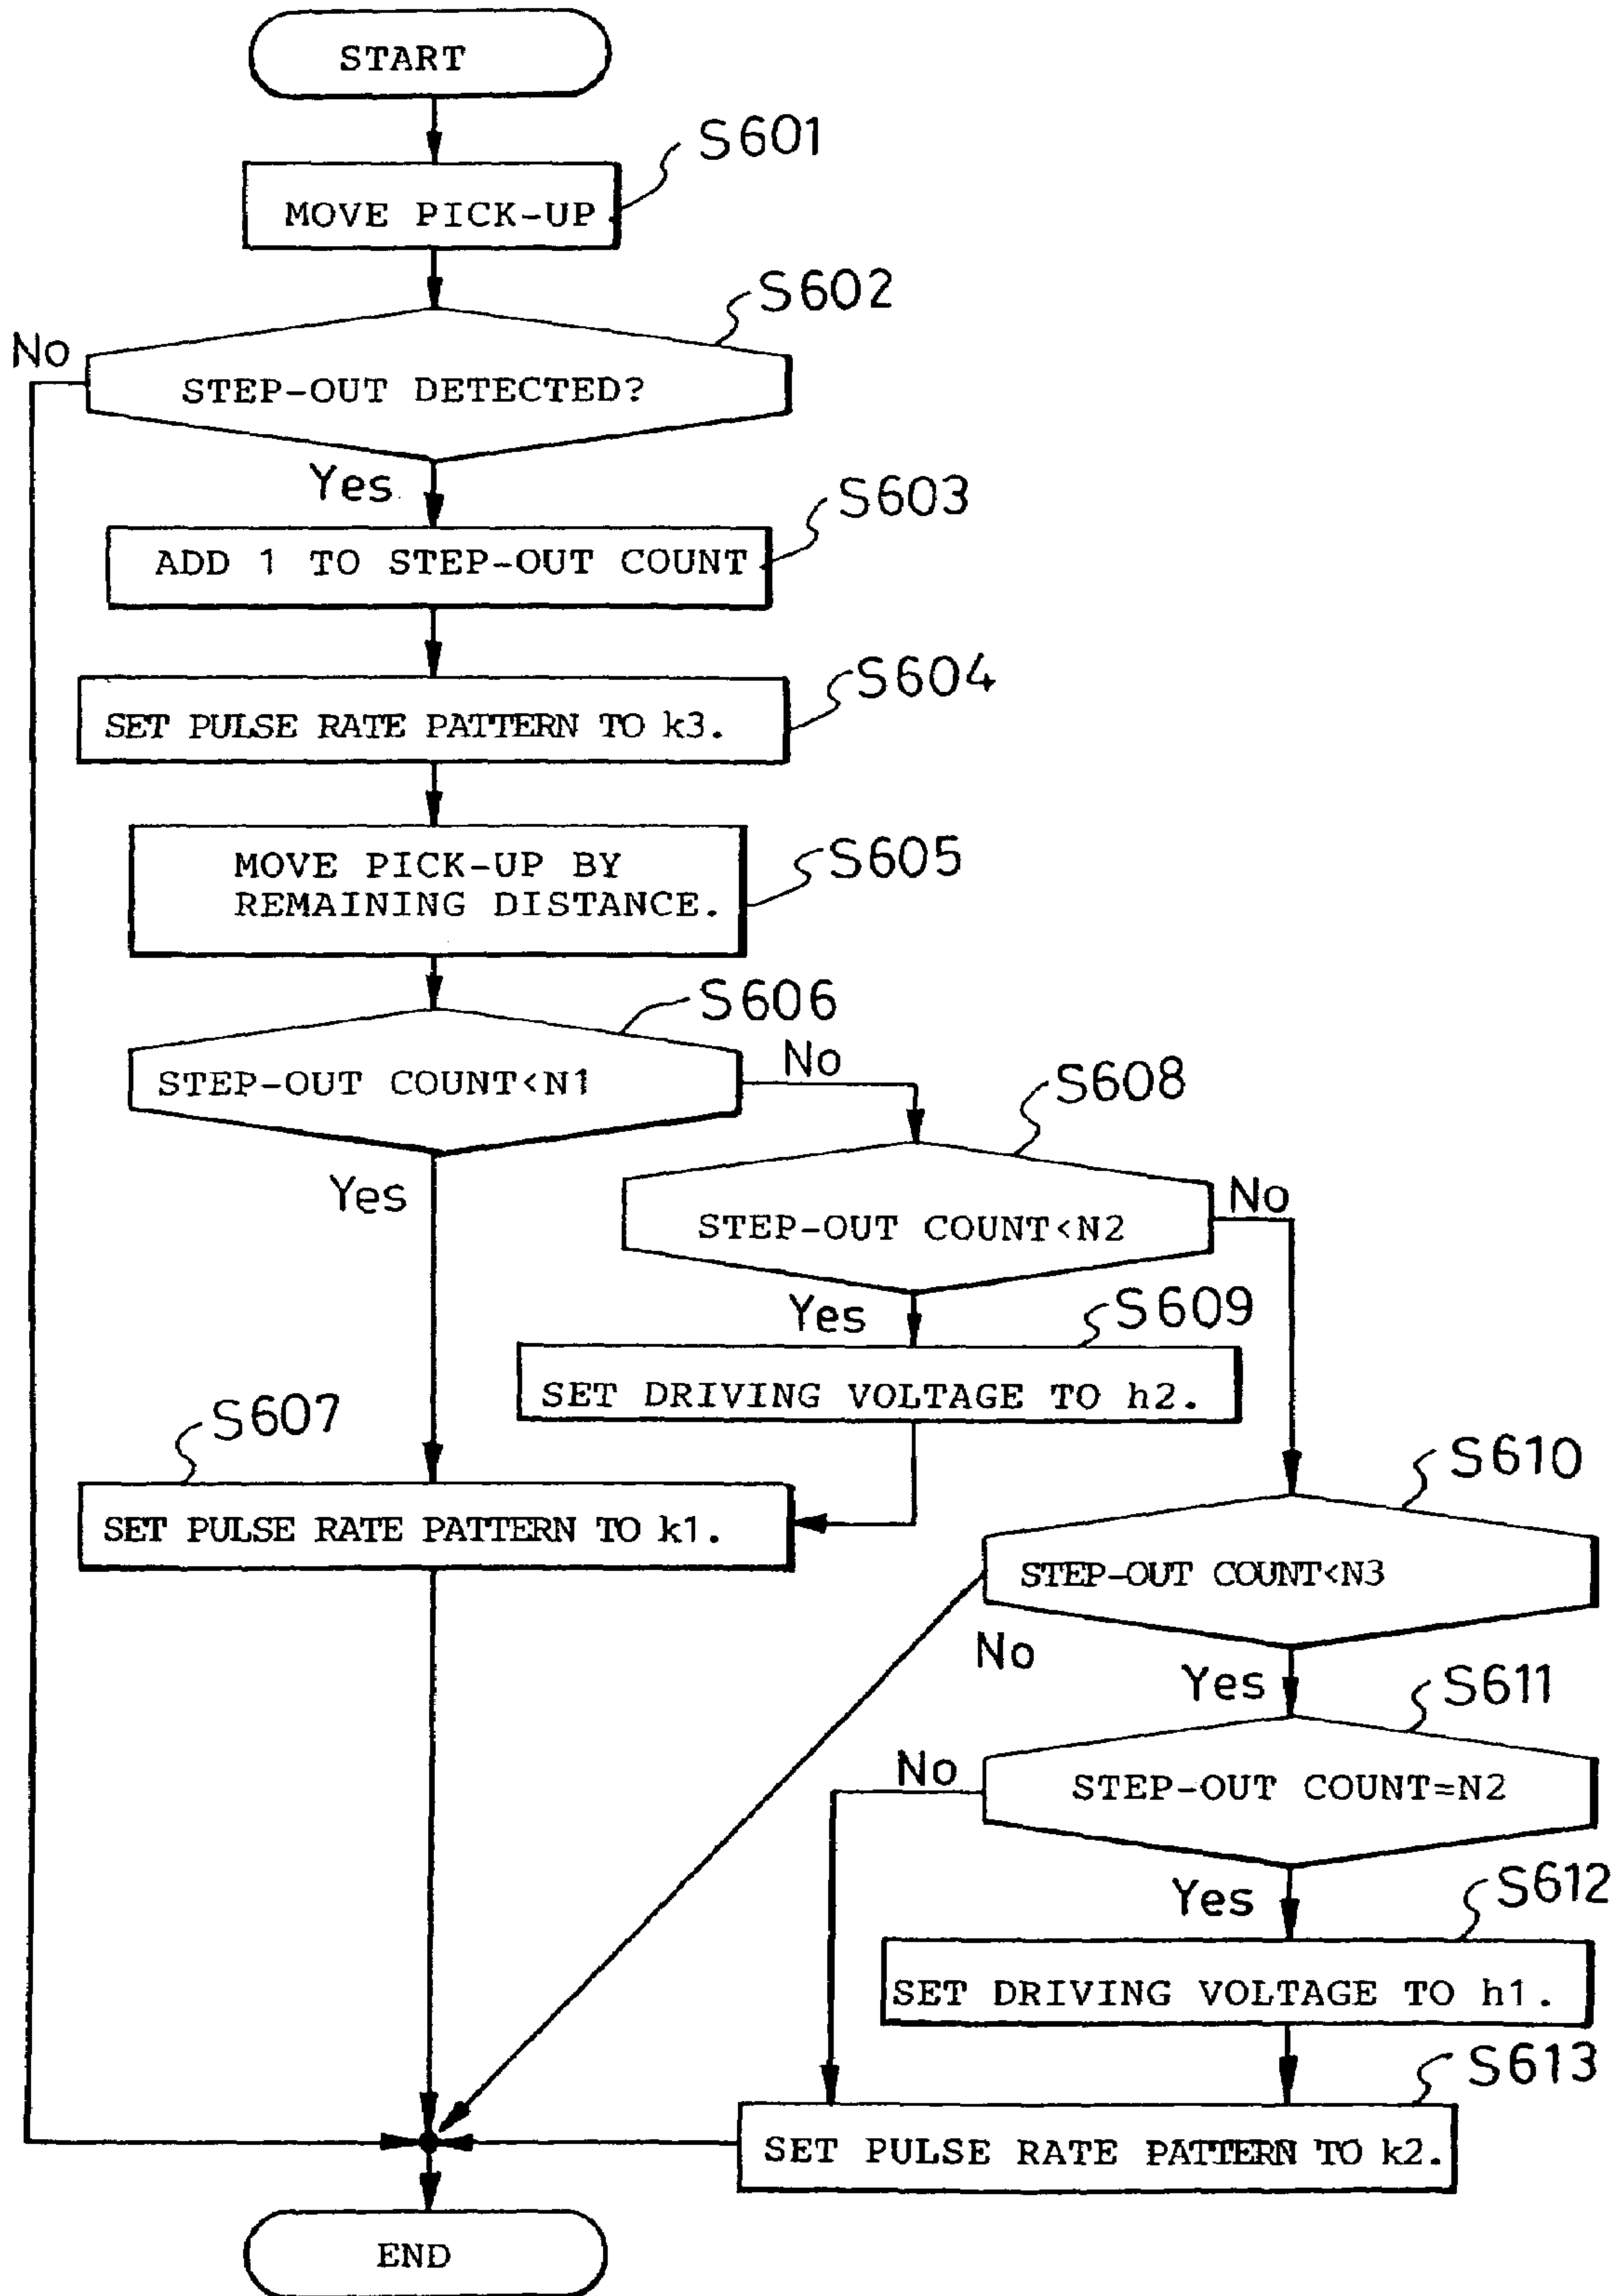 START
S601
MOVE PICK-UP
S602
No
STEP-OUT DETECTED?
Yes
S603
ADD 1 TO STEP-OUT COUNT
S604
SET PULSE RATE PATTERN TO k3.
S605
MOVE PICK-UP BY
REMAINING DISTANCE.
S606
STEP-OUT COUNT<N1
No
S608
Yes
STEP-OUT COUNT<N2
No
Yes
S609
SET DRIVING VOLTAGE TO h2.
S607
SET PULSE RATE PATTERN TO k1.
S610
STEP-OUT COUNT<N3
No
Yes
S611
No
STEP-OUT COUNT=N2
Yes
S612
SET DRIVING VOLTAGE TO h1.
S613
SET PULSE RATE PATTERN TO k2.
END